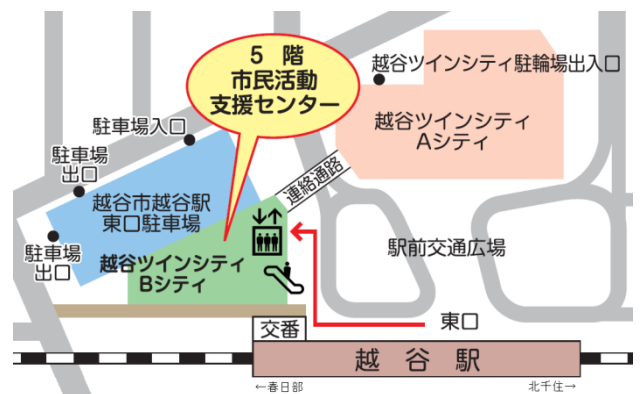 5 階
市民活動
支援センター
越谷ツインシティ駐輪場出入口
越谷ツインシティ
Aシティ
駐車場入口
駐車場
出口
越谷市越谷駅
東口駐車場
連絡通路
駐車場
出口
越谷ツインシティ
Bシティ
駅前交通広場
交番
東口
越谷駅
←春日部
北千住→